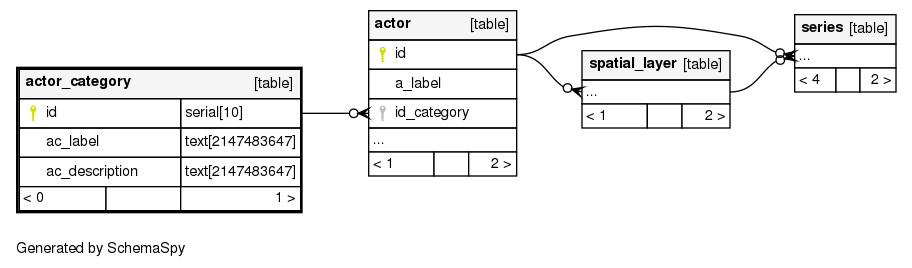 actor_category [table]
id serial[10]
ac_label text[2147483647]
ac_description text[2147483647]
< 0 1 >
actor [table]
id
a_label
id_category
...
< 1 2 >
spatial_layer [table]
...
< 1 2 >
series [table]
...
< 4 2 >
Generated by SchemaSpy